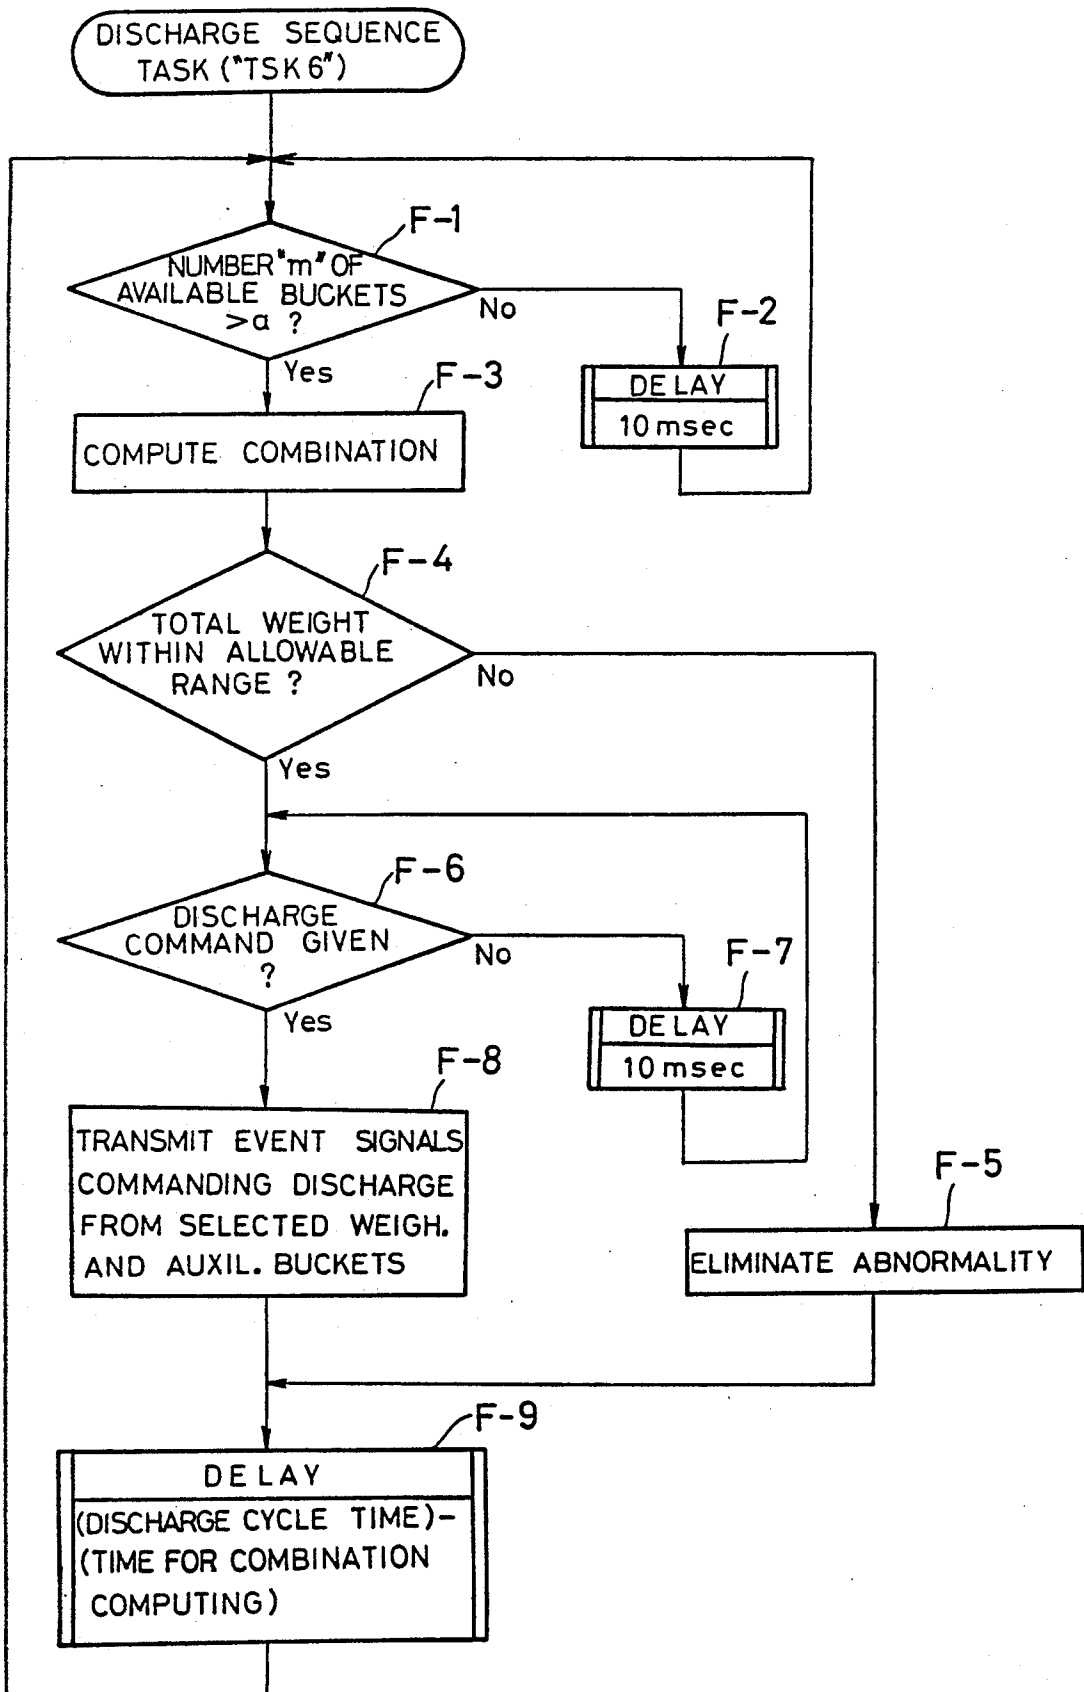 DISCHARGE SEQUENCE
TASK ("TSK 6")
F-1
NUMBER "m" OF
AVAILABLE BUCKETS
>a ?
No
Yes
F-2
DELAY
10 msec
F-3
COMPUTE COMBINATION
F-4
TOTAL WEIGHT
WITHIN ALLOWABLE
RANGE ?
No
Yes
F-6
DISCHARGE
COMMAND GIVEN
?
No
Yes
F-7
DELAY
10 msec
F-8
TRANSMIT EVENT SIGNALS
COMMANDING DISCHARGE
FROM SELECTED WEIGH.
AND AUXIL. BUCKETS
F-5
ELIMINATE ABNORMALITY
F-9
DELAY
(DISCHARGE CYCLE TIME)-
(TIME FOR COMBINATION
COMPUTING)